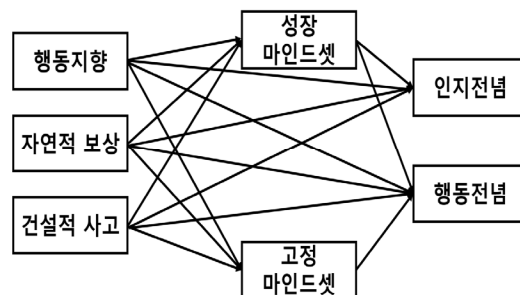 성장
마인드셋
행동지향
인지전념
자연적 보상
행동전념
건설적 사고
고정
마인드셋